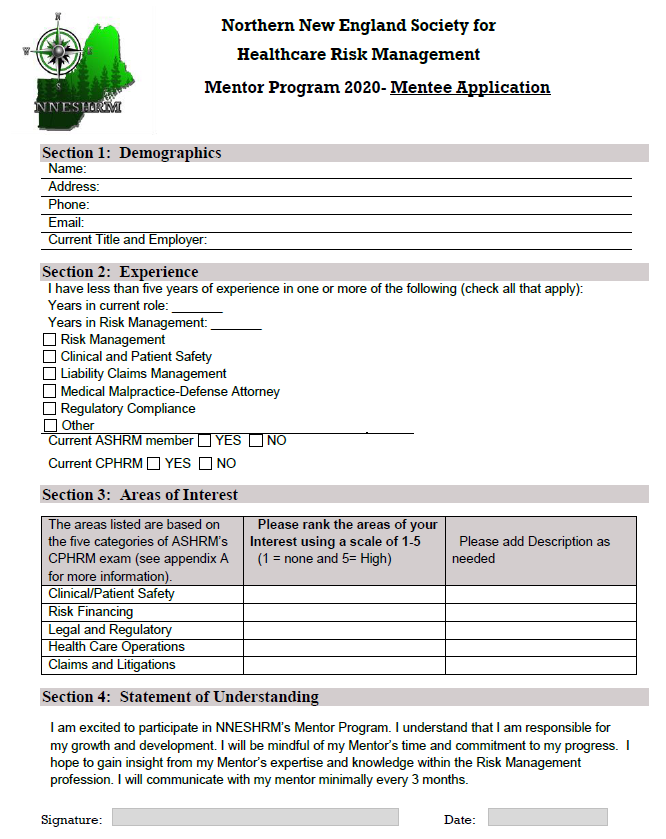 Northern New England Society for
Healthcare Risk Management
Mentor Program 2020- Mentee Application
N
W
E
S
NNESHRM
Section 1: Demographics
Name:
Address:
Phone:
Email:
Current Title and Employer:
Section 2: Experience
I have less than five years of experience in one or more of the following (check all that apply):
Years in current role: _______
Years in Risk Management: _______
☐ Risk Management
☐ Clinical and Patient Safety
☐ Liability Claims Management
☐ Medical Malpractice-Defense Attorney
☐ Regulatory Compliance
☐ Other
Current ASHRM member ☐ YES ☐ NO
Current CPHRM ☐ YES ☐ NO
Section 3: Areas of Interest
The areas listed are based on
the five categories of ASHRM's
CPHRM exam (see appendix A
for more information).
Please rank the areas of your
Interest using a scale of 1-5
(1 = none and 5= High)
Please add Description as
needed
Clinical/Patient Safety
Risk Financing
Legal and Regulatory
Health Care Operations
Claims and Litigations
Section 4: Statement of Understanding
I am excited to participate in NNESHRM's Mentor Program. I understand that I am responsible for
my growth and development. I will be mindful of my Mentor's time and commitment to my progress. I
hope to gain insight from my Mentor's expertise and knowledge within the Risk Management
profession. I will communicate with my mentor minimally every 3 months.
Signature:
Date: